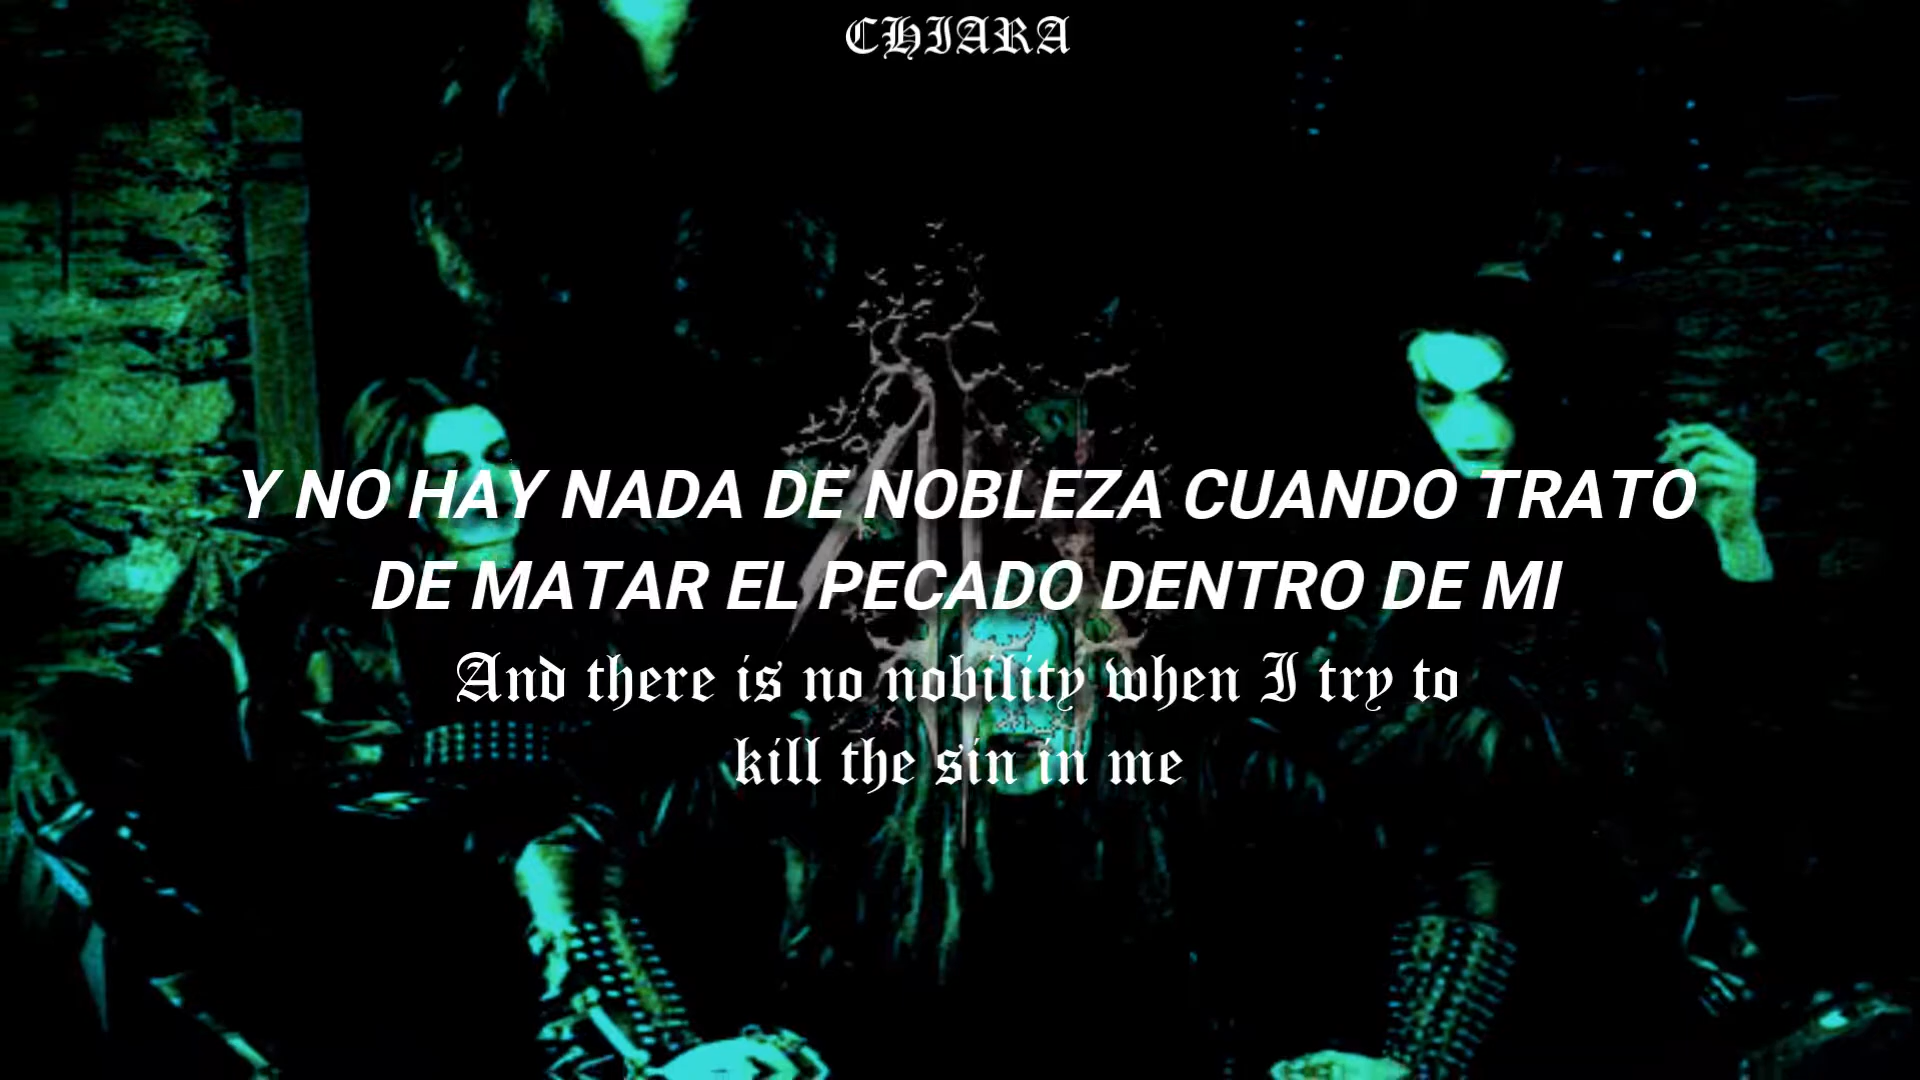 CHIARA
Y NO HAY NADA DE NOBLEZA CUANDO TRATO
DE MATAR EL PECADO DENTRO DE MI
And there is no nobility when I try to
kill the sin in me